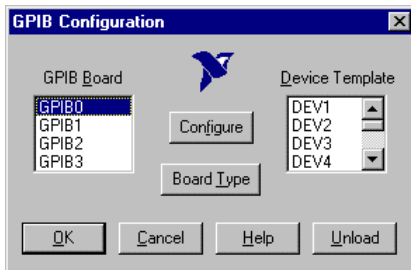 GPIB Configuration
GPIB Board
Device Template
GPIB0
GPIB1
GPIB2
GPIB3
Configure
Board Type
DEV1
DEV2
DEV3
DEV4
OK
Cancel
Help
Unload